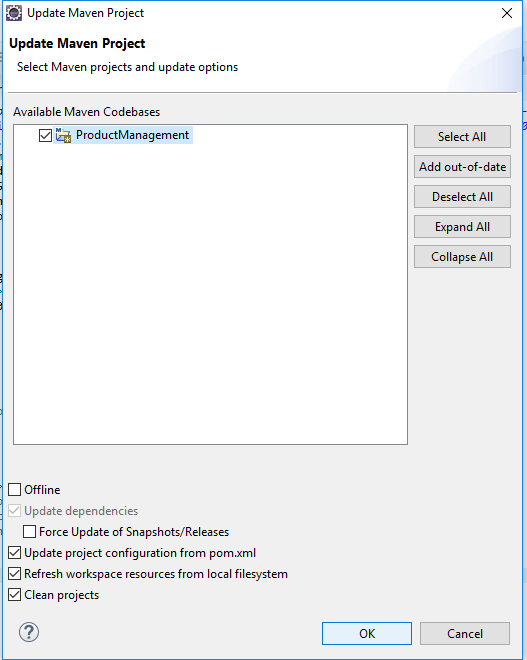 Update Maven Project
Update Maven Project
Select Maven projects and update options
Available Maven Codebases
ProductManagement
Select All
Add out-of-date
Deselect All
Expand All
Collapse All
Offline
Update dependencies
Force Update of Snapshots/Releases
Update project configuration from pom.xml
Refresh workspace resources from local filesystem
Clean projects
?
OK
Cancel